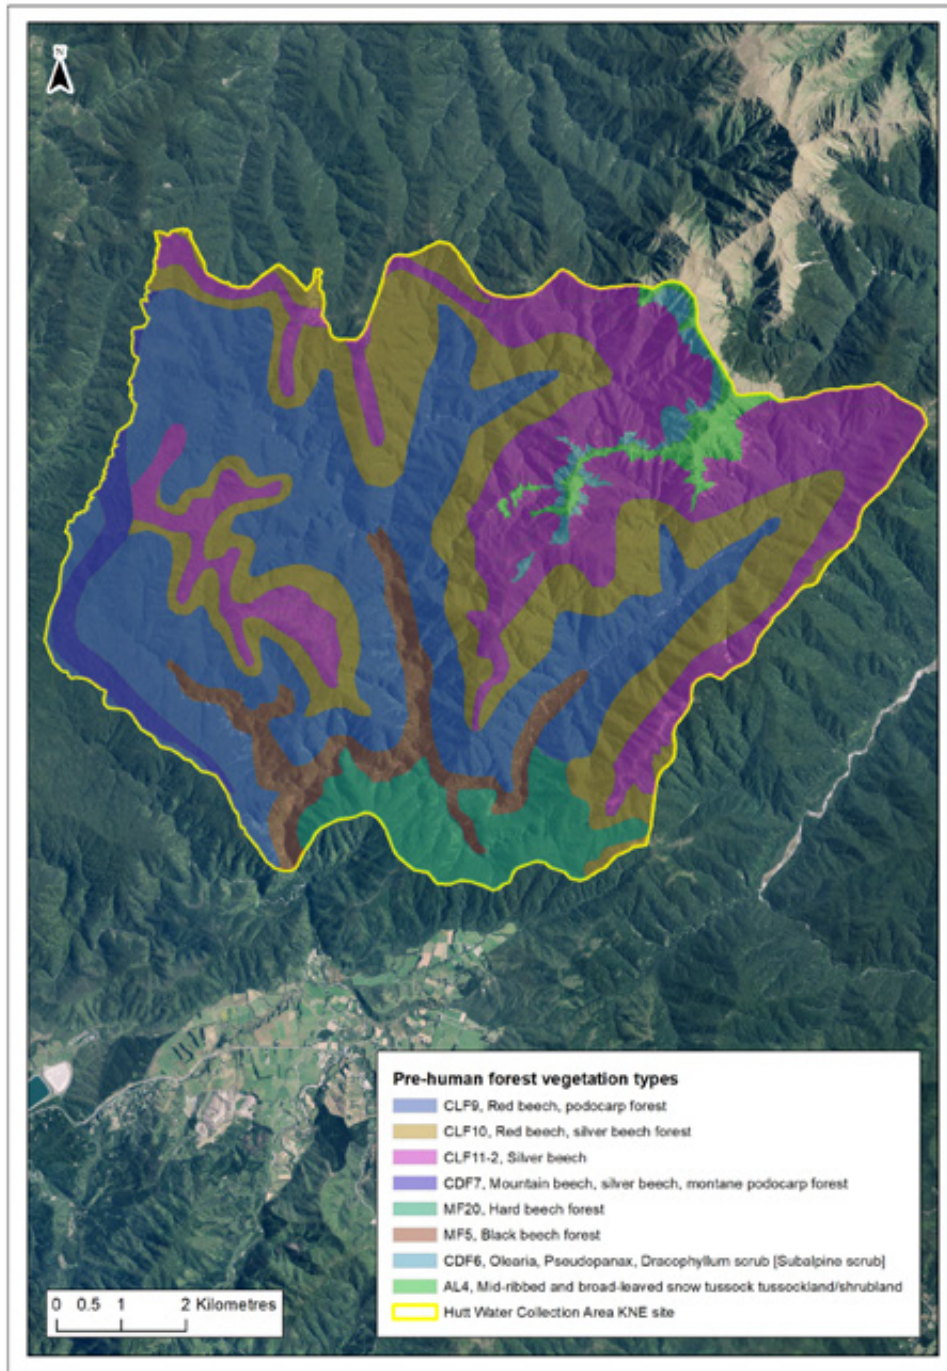 N
Pre-human forest vegetation types
CLF9, Red beech, podocarp forest
CLF10, Red beech, silver beech forest
CLF11-2, Silver beech
CDF7, Mountain beech, silver beech, montane podocarp forest
MF20, Hard beech forest
MF5, Black beech forest
CDF6, Olearia, Pseudopanax, Dracophyllum scrub [Subalpine scrub]
AL4, Mid-ribbed and broad-leaved snow tussock tussockland/shrubland
Hutt Water Collection Area KNE site
0 0.5 1 2 Kilometres